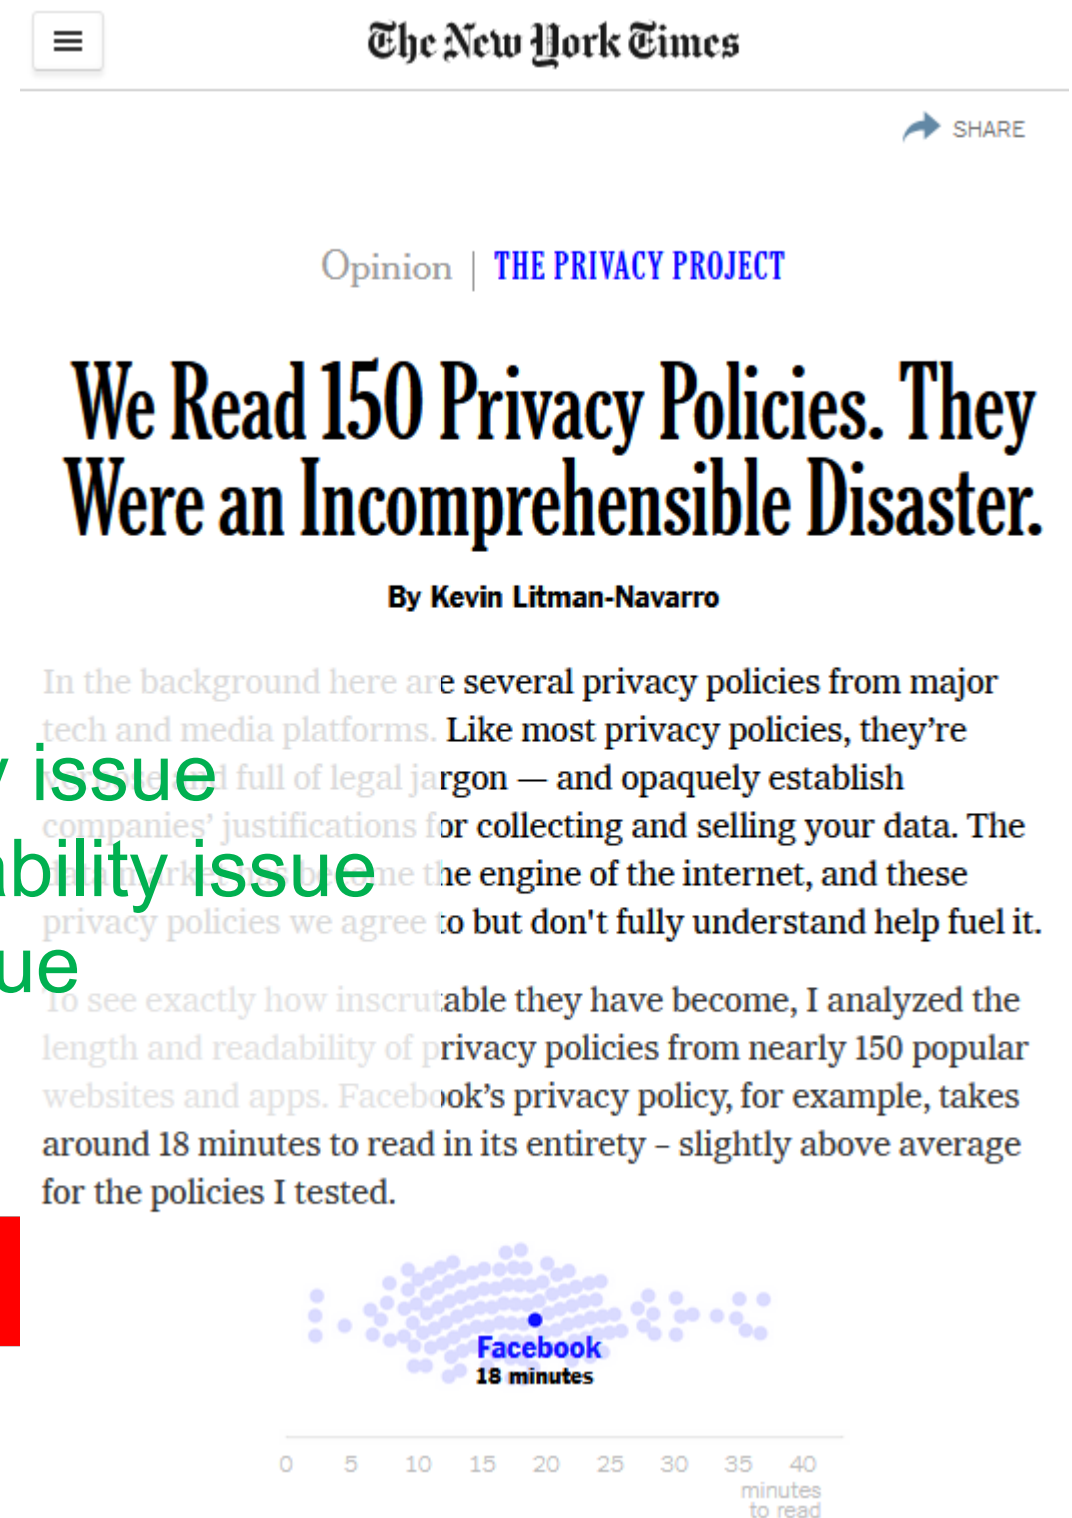 The New York Times
SHARE
Opinion | THE PRIVACY PROJECT
We Read 150 Privacy Policies. They
Were an Incomprehensible Disaster.
By Kevin Litman-Navarro
In the background here are several privacy policies from major
tech and media platforms. Like most privacy policies, they’re
verbose and full of legal jargon — and opaquely establish
companies’ justifications for collecting and selling your data. The
data market has become the engine of the internet, and these
privacy policies we agree to but don't fully understand help fuel it.
y issue
ability issue
ue
To see exactly how inscrutable they have become, I analyzed the
length and readability of privacy policies from nearly 150 popular
websites and apps. Facebook’s privacy policy, for example, takes
around 18 minutes to read in its entirety – slightly above average
for the policies I tested.
Facebook
18 minutes
0 5 10 15 20 25 30 35 40
minutes
to read